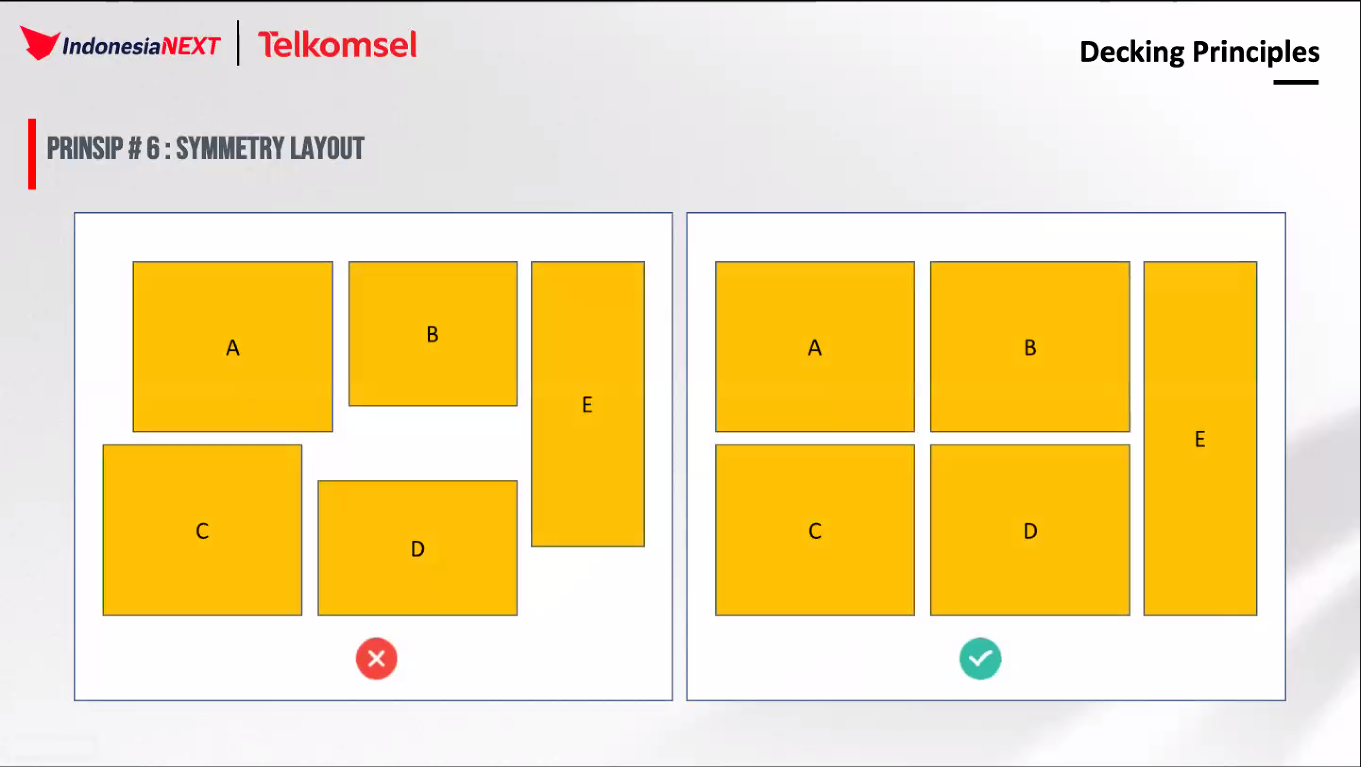 IndonesiaNEXT
Telkomsel
Decking Principles
PRINSIP # 6 : SYMMETRY LAYOUT
A
B
E
C
D
A
B
E
C
D